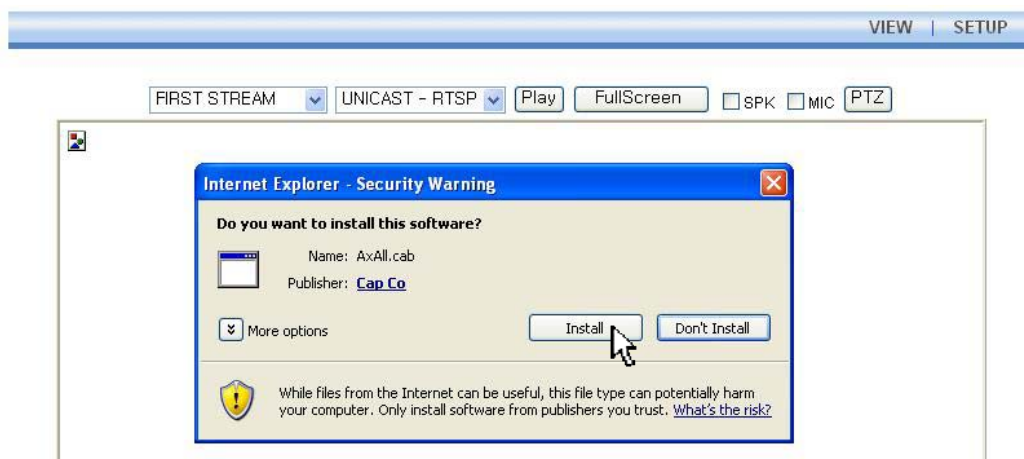 VIEW | SETUP
FIRST STREAM UNICAST - RTSP Play FullScreen SPK MIC PTZ
Internet Explorer - Security Warning
Do you want to install this software?
Name: AxAll.cab
Publisher: Cap Co
More options Install Don't Install
While files from the Internet can be useful, this file type can potentially harm
your computer. Only install software from publishers you trust. What's the risk?